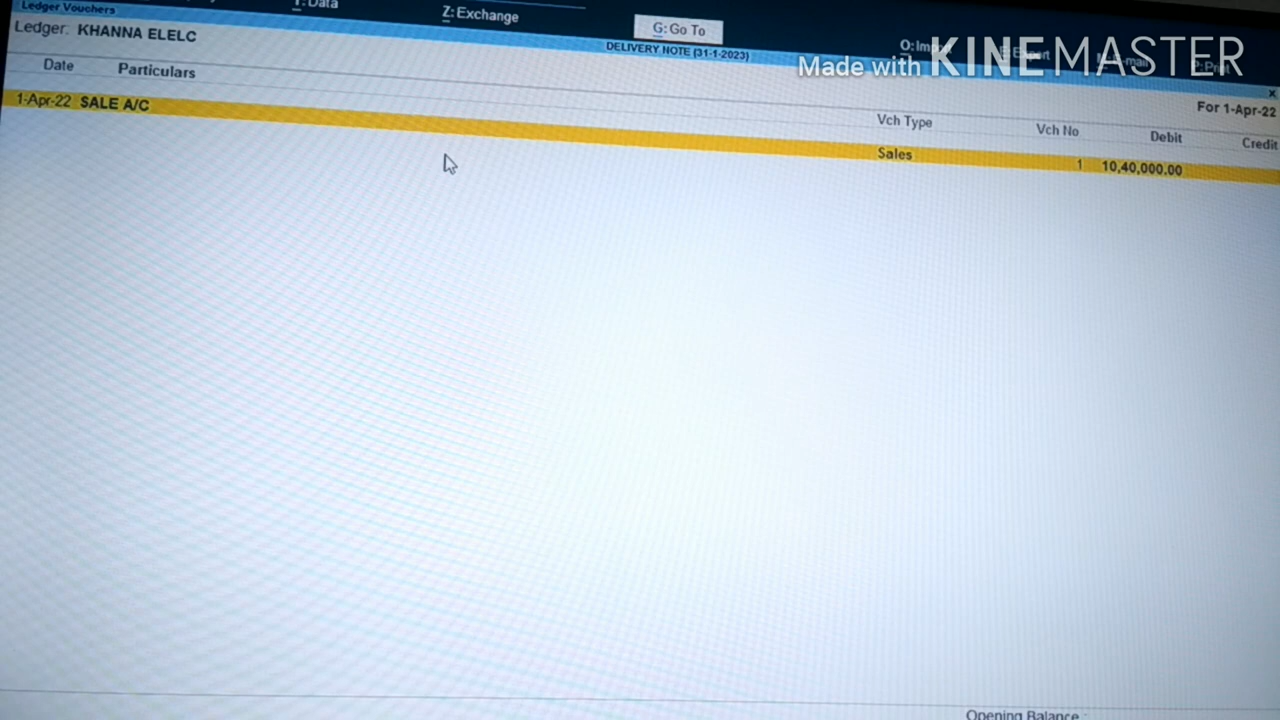 Ledger Vouchers
Data
Z: Exchange
G: Go To
Made with KINEMASTER
Ledger: KHANNA ELELC
DELIVERY NOTE (31-1-2023)
For 1-Apr-22
Date Particulars Vch Type Vch No Debit Credit
1-Apr-22 SALE A/C Sales 1 10,40,000.00
Opening Balance :